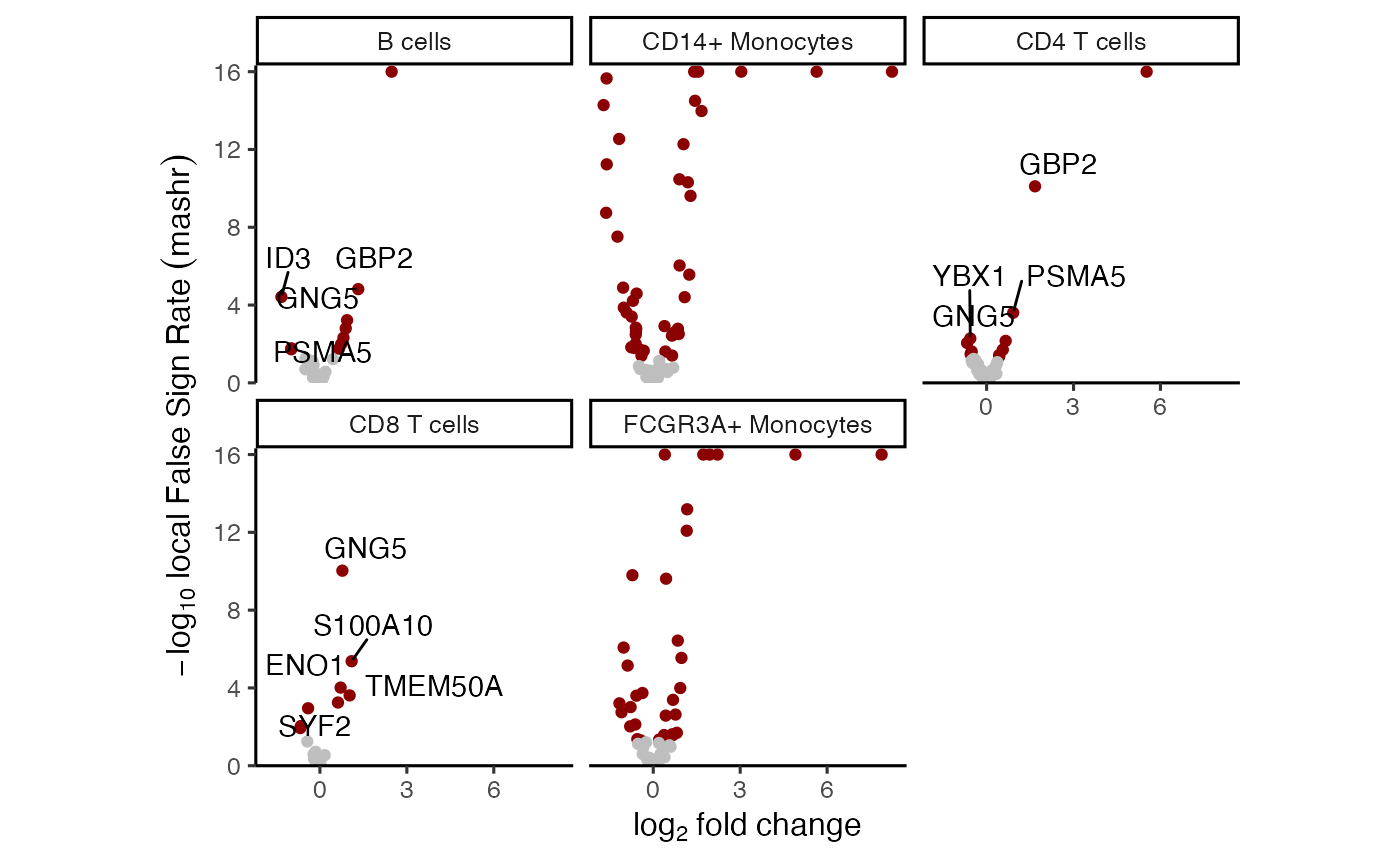 B cells
CD14+ Monocytes
CD4 T cells
16
12
8
4
0
ID3
GBP2
GNG5
PSMA5
GBP2
YBX1
PSMA5
GNG5
0 3 6
CD8 T cells
FCGR3A+ Monocytes
16
12
8
4
0
GNG5
S100A10
ENO1
TMEM50A
SYF2
0 3 6
0 3 6
log₂ fold change
−log₁₀ local False Sign Rate (mashr)